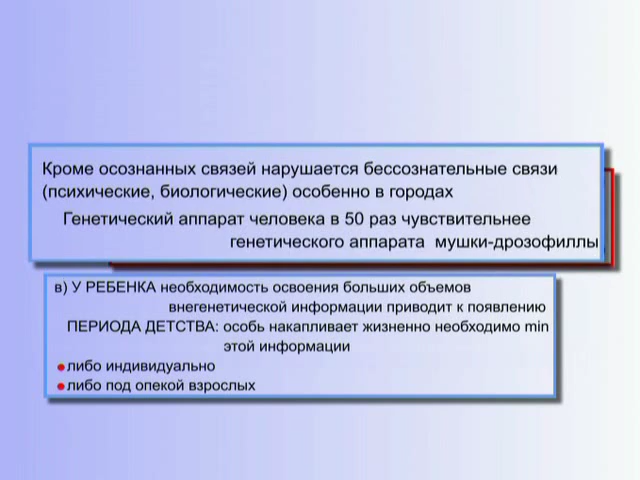 Кроме осознанных связей нарушается бессознательные связи
(психические, биологические) особенно в городах
Генетический аппарат человека в 50 раз чувствительнее
генетического аппарата мушки-дрозофиллы
в) У РЕБЕНКА необходимость освоения больших объемов
внегенетической информации приводит к появлению
ПЕРИОДА ДЕТСТВА: особь накапливает жизненно необходимо min
этой информации
либо индивидуально
либо под опекой взрослых